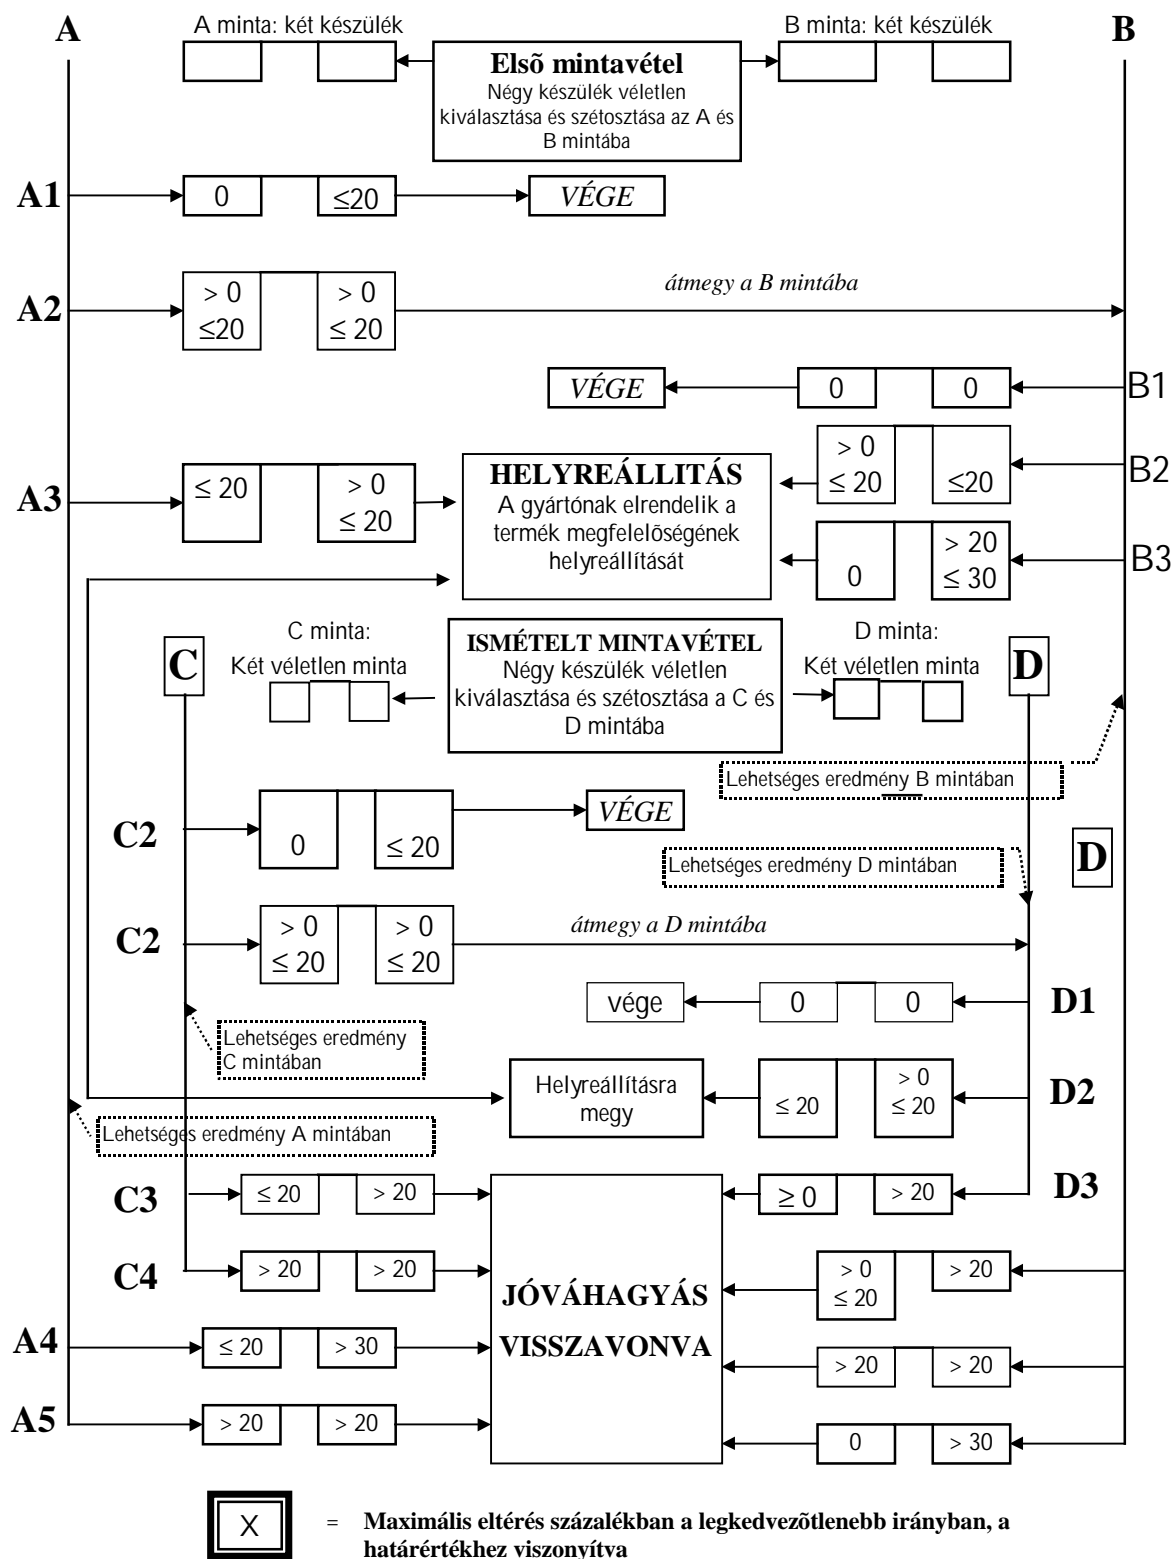 A
A minta: két készülék
B minta: két készülék
B
Elsõ mintavétel
Négy készülék véletlen
kiválasztása és szétosztása az A és
B mintába
A1
0
≤20
VÉGE
A2
> 0
≤20
> 0
≤ 20
átmegy a B mintába
VÉGE
0
0
B1
A3
≤ 20
> 0
≤ 20
HELYREÁLLITÁS
A gyártónak elrendelik a
termék megfelelõségének
helyreállítását
> 0
≤ 20
≤20
B2
0
> 20
≤ 30
B3
C
C minta:
Két véletlen minta
ISMÉTELT MINTAVÉTEL
Négy készülék véletlen
kiválasztása és szétosztása a C és
D mintába
D minta:
Két véletlen minta
D
Lehetséges eredmény B mintában
C2
0
≤ 20
VÉGE
Lehetséges eredmény D mintában
D
C2
> 0
≤ 20
> 0
≤ 20
átmegy a D mintába
vége
0
0
D1
Lehetséges eredmény
C mintában
Helyreállításra
megy
≤ 20
> 0
≤ 20
D2
Lehetséges eredmény A mintában
C3
≤ 20
> 20
≥ 0
> 20
D3
C4
> 20
> 20
JÓVÁHAGYÁS
VISSZAVONVA
> 0
≤ 20
> 20
A4
≤ 20
> 30
> 20
> 20
A5
> 20
> 20
0
> 30
X
= Maximális eltérés százalékban a legkedvezõtlenebb irányban, a
határértékhez viszonyítva